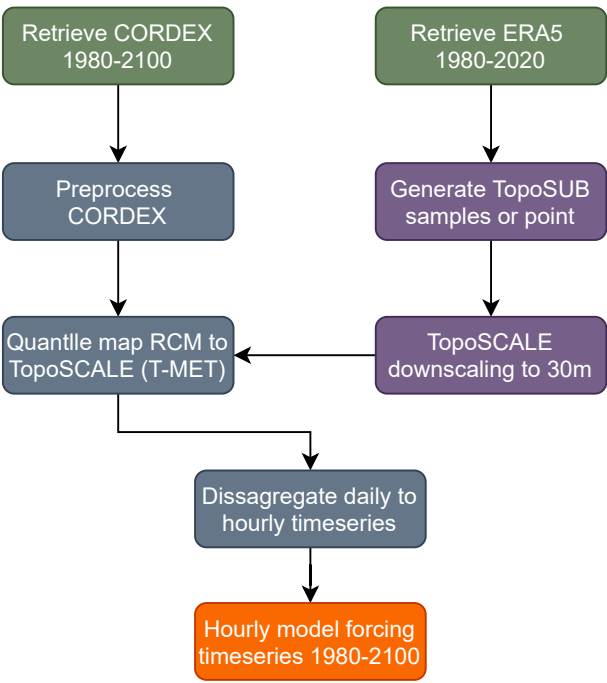 Retrieve CORDEX
1980-2100
Retrieve ERA5
1980-2020
Preprocess
CORDEX
Generate TopoSUB
samples or point
Quantlle map RCM to
TopoSCALE (T-MET)
TopoSCALE
downscaling to 30m
Dissagregate daily to
hourly timeseries
Hourly model forcing
timeseries 1980-2100